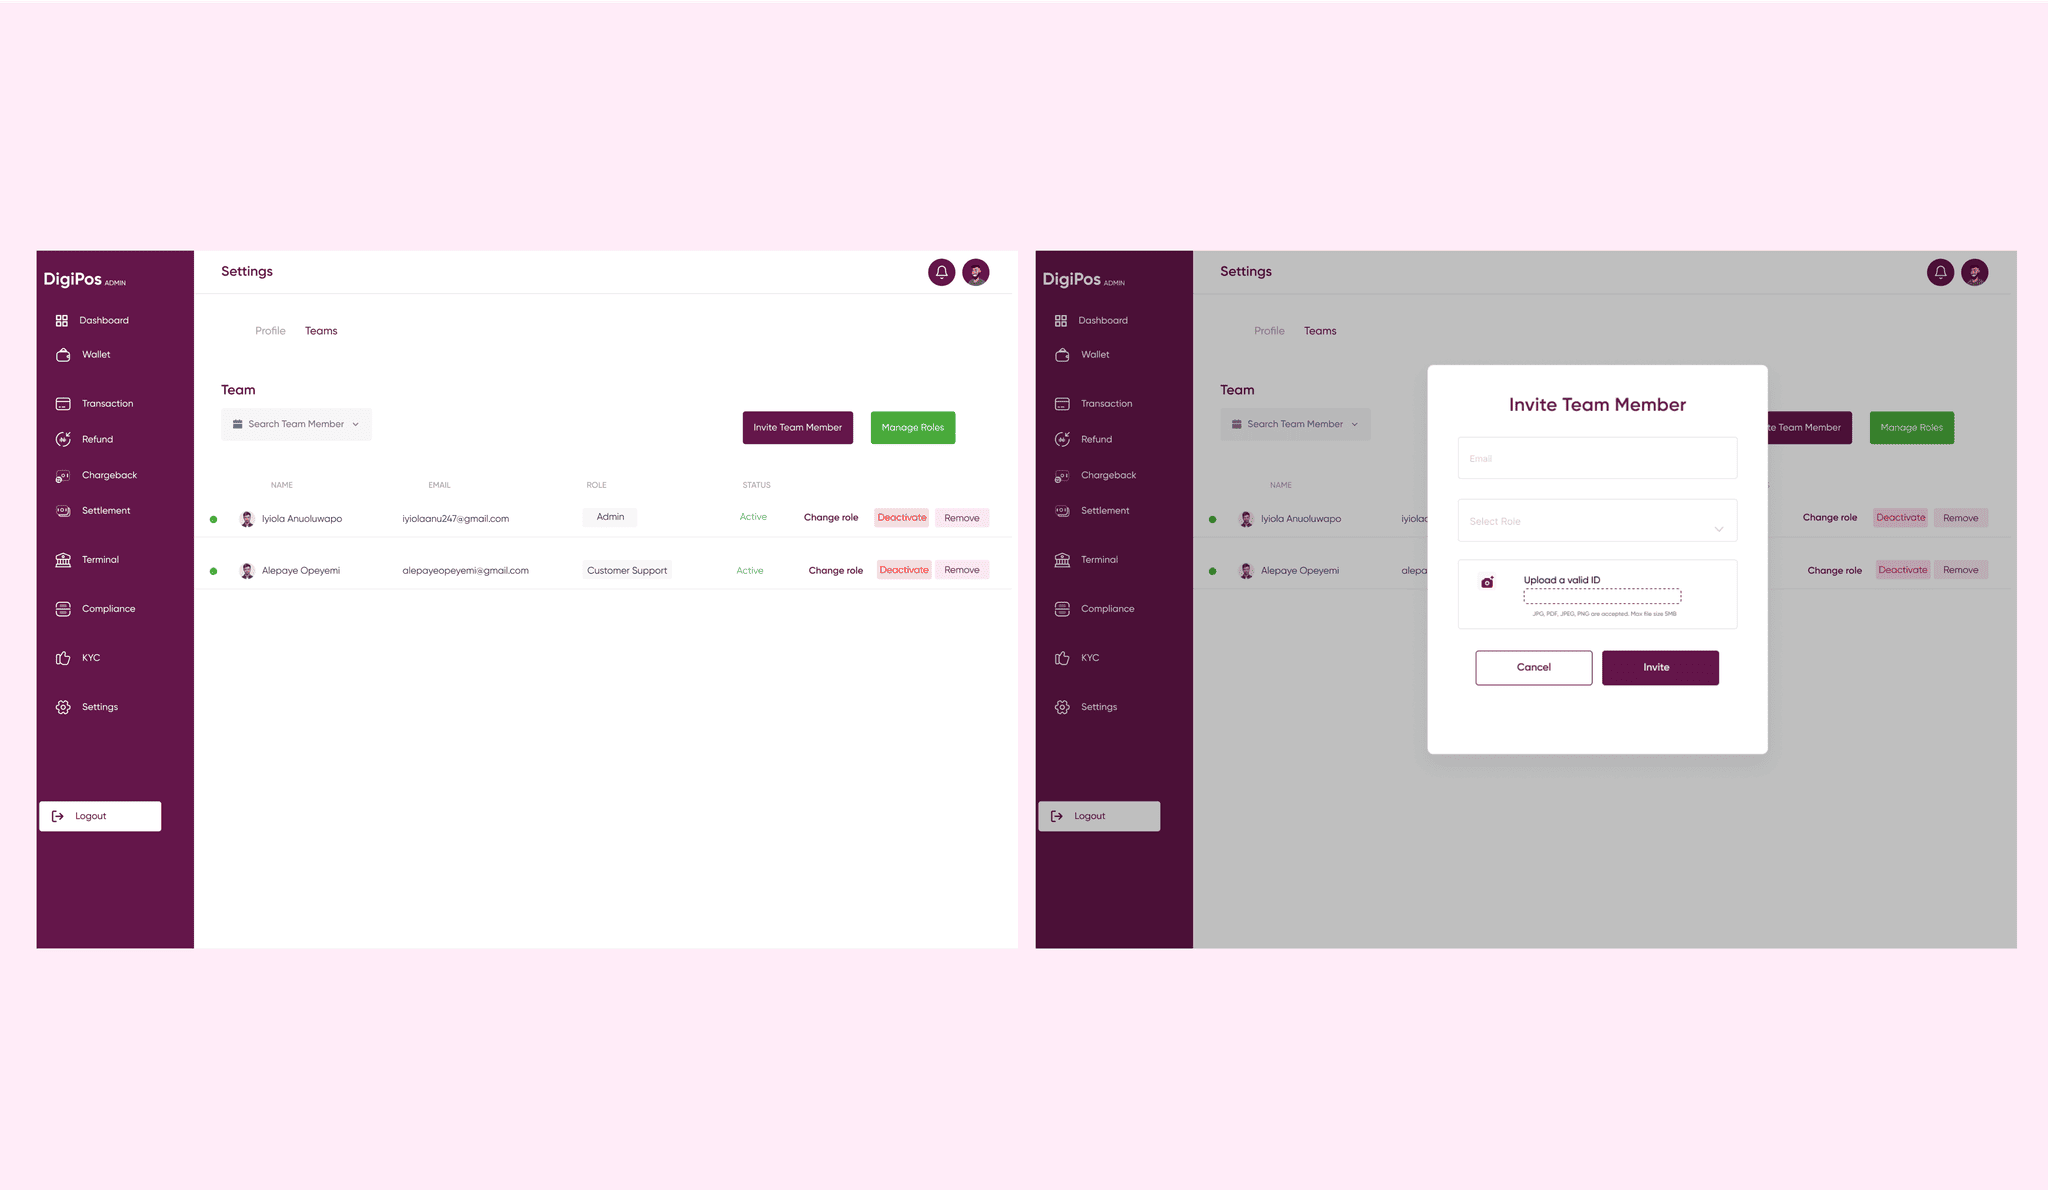 DigiPos ADMIN
Dashboard
Wallet
Transaction
Refund
Chargeback
Settlement
Terminal
Compliance
KYC
Settings
Logout
Settings
Profile Teams
Team
Search Team Member
Invite Team Member Manage Roles
NAME EMAIL ROLE STATUS
Iyiola Anuoluwapo iyiolaanu247@gmail.com Admin Active Change role Deactivate Remove
Alepaye Opeyemi alepayeopeyemi@gmail.com Customer Support Active Change role Deactivate Remove
DigiPos ADMIN
Dashboard
Wallet
Transaction
Refund
Chargeback
Settlement
Terminal
Compliance
KYC
Settings
Logout
Settings
Profile Teams
Team
Search Team Member
te Team Member Manage Roles
NAME S
Iyiola Anuoluwapo iyiolac Change role Deactivate Remove
Alepaye Opeyemi alepa Change role Deactivate Remove
Invite Team Member
Email
Select Role
Upload a valid ID
JPG, PDF, JPEG, PNG are accepted. Max file size 5MB
Cancel Invite